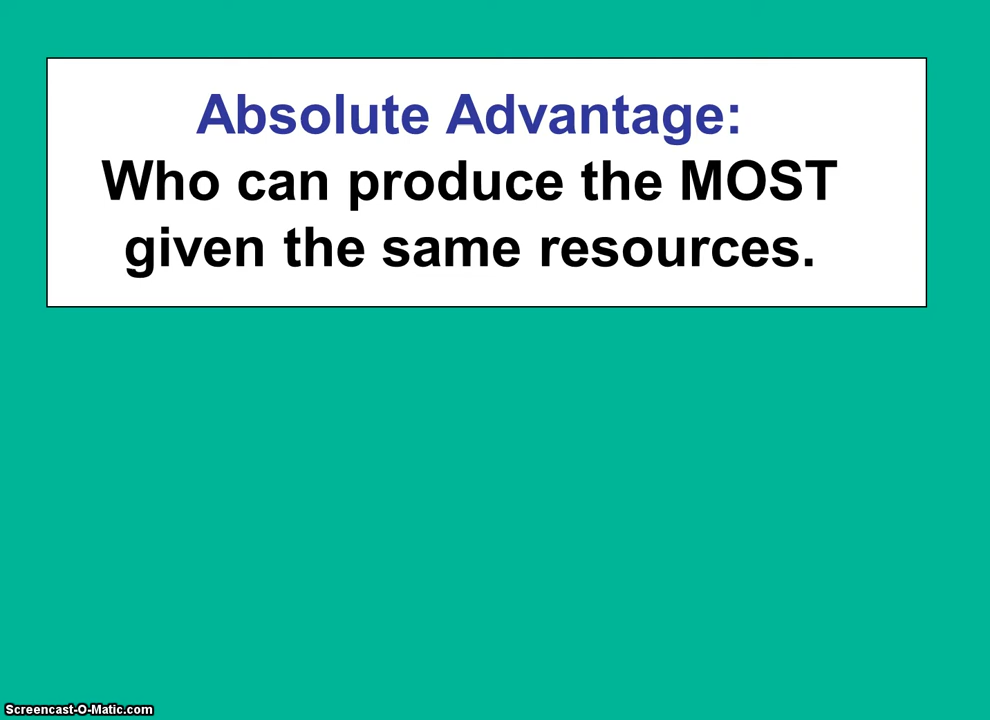 Absolute Advantage:
Who can produce the MOST
given the same resources.
Screencast-O-Matic.com